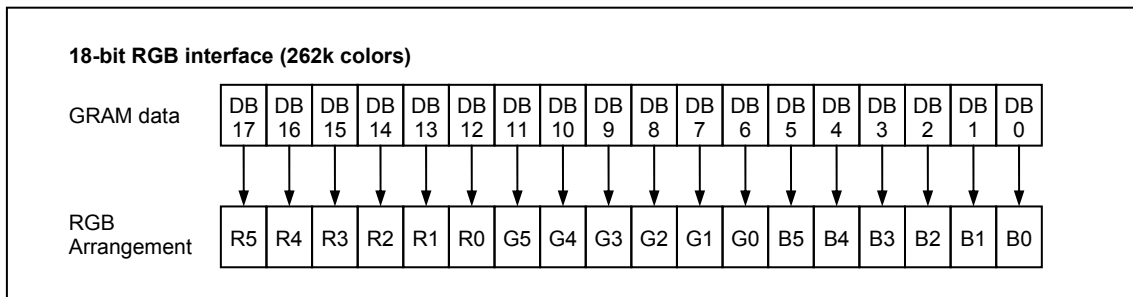 18-bit RGB interface (262k colors)
GRAM data
DB 17 DB 16 DB 15 DB 14 DB 13 DB 12 DB 11 DB 10 DB 9 DB 8 DB 7 DB 6 DB 5 DB 4 DB 3 DB 2 DB 1 DB 0
RGB
Arrangement
R5 R4 R3 R2 R1 R0 G5 G4 G3 G2 G1 G0 B5 B4 B3 B2 B1 B0